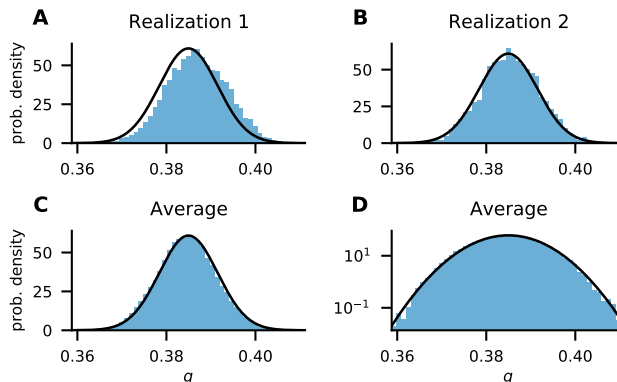 A
Realization 1
prob. density
50
25
0
0.36
0.38
0.40
B
Realization 2
50
25
0
0.36
0.38
0.40
C
Average
prob. density
50
25
0
0.36
0.38
0.40
q
D
Average
10¹
10⁻¹
0.36
0.38
0.40
q